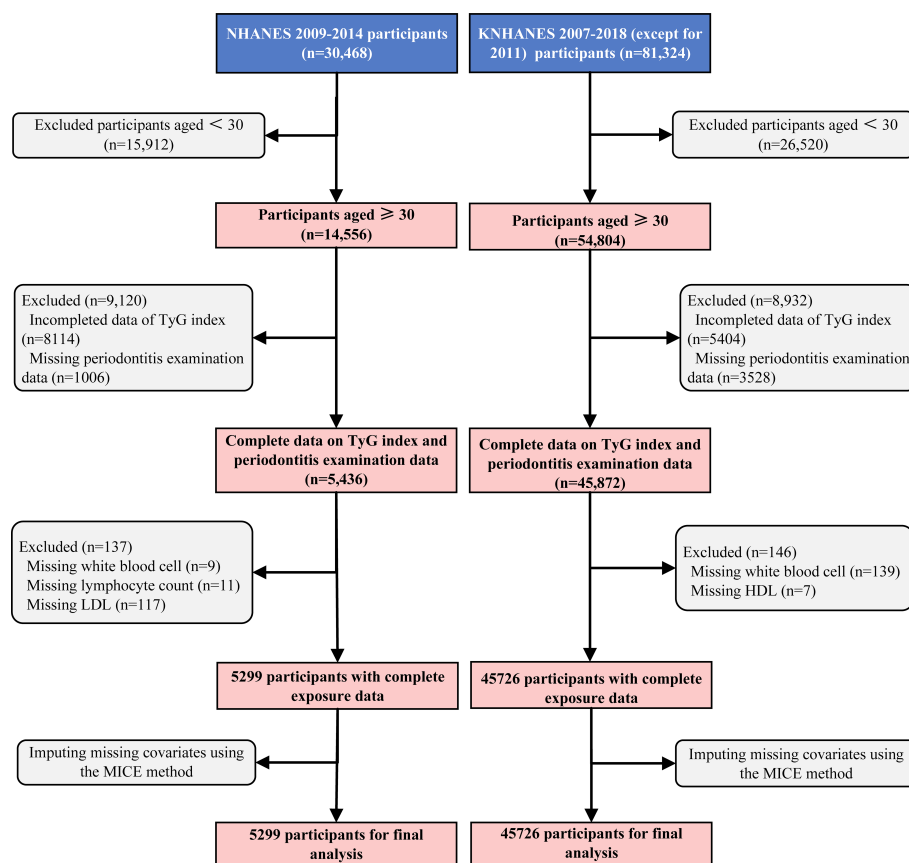 NHANES 2009-2014 participants
(n=30,468)
KNHANES 2007-2018 (except for
2011) participants (n=81,324)
Excluded participants aged < 30
(n=15,912)
Excluded participants aged < 30
(n=26,520)
Participants aged ⩾ 30
(n=14,556)
Participants aged ⩾ 30
(n=54,804)
Excluded (n=9,120)
Incompleted data of TyG index
(n=8114)
Missing periodontitis examination
data (n=1006)
Excluded (n=8,932)
Incompleted data of TyG index
(n=5404)
Missing periodontitis examination
data (n=3528)
Complete data on TyG index and
periodontitis examination data
(n=5,436)
Complete data on TyG index and
periodontitis examination data
(n=45,872)
Excluded (n=137)
Missing white blood cell (n=9)
Missing lymphocyte count (n=11)
Missing LDL (n=117)
Excluded (n=146)
Missing white blood cell (n=139)
Missing HDL (n=7)
5299 participants with complete
exposure data
45726 participants with complete
exposure data
Imputing missing covariates using
the MICE method
Imputing missing covariates using
the MICE method
5299 participants for final
analysis
45726 participants for final
analysis